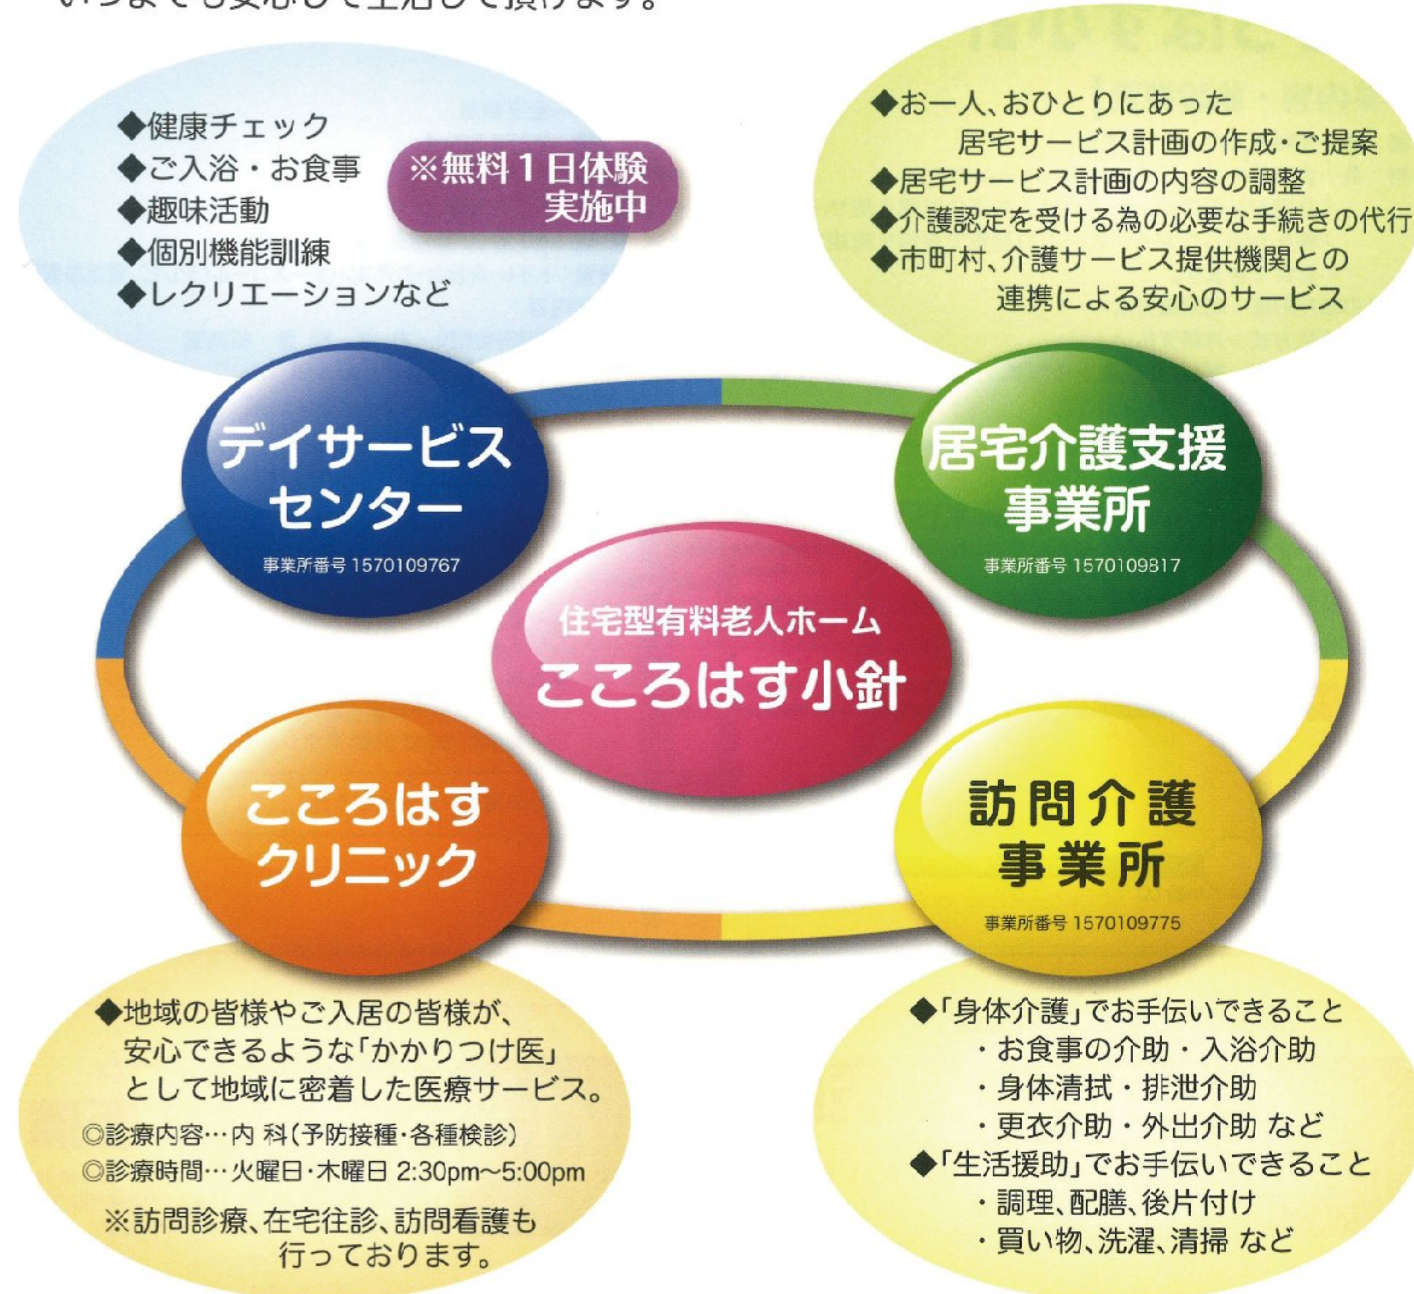 いつまでも安心して生活して頂けます。
◆健康チェック
◆ご入浴・お食事
◆趣味活動
◆個別機能訓練
◆レクリエーションなど
※無料1日体験
実施中
◆お一人、おひとりにあった
居宅サービス計画の作成・ご提案
◆居宅サービス計画の内容の調整
◆介護認定を受ける為の必要な手続きの代行
◆市町村、介護サービス提供機関との
連携による安心のサービス
デイサービス
センター
事業所番号 1570109767
居宅介護支援
事業所
事業所番号 1570109817
住宅型有料老人ホーム
こころはす小針
こころはす
クリニック
訪問介護
事業所
事業所番号 1570109775
◆地域の皆様やご入居の皆様が、
安心できるような「かかりつけ医」
として地域に密着した医療サービス。
◎診療内容…内 科(予防接種・各種検診)
◎診療時間…火曜日・木曜日 2:30pm〜5:00pm
※訪問診療、在宅往診、訪問看護も
行っております。
◆「身体介護」でお手伝いできること
・お食事の介助・入浴介助
・身体清拭・排泄介助
・更衣介助・外出介助 など
◆「生活援助」でお手伝いできること
・調理、配膳、後片付け
・買い物、洗濯、清掃 など